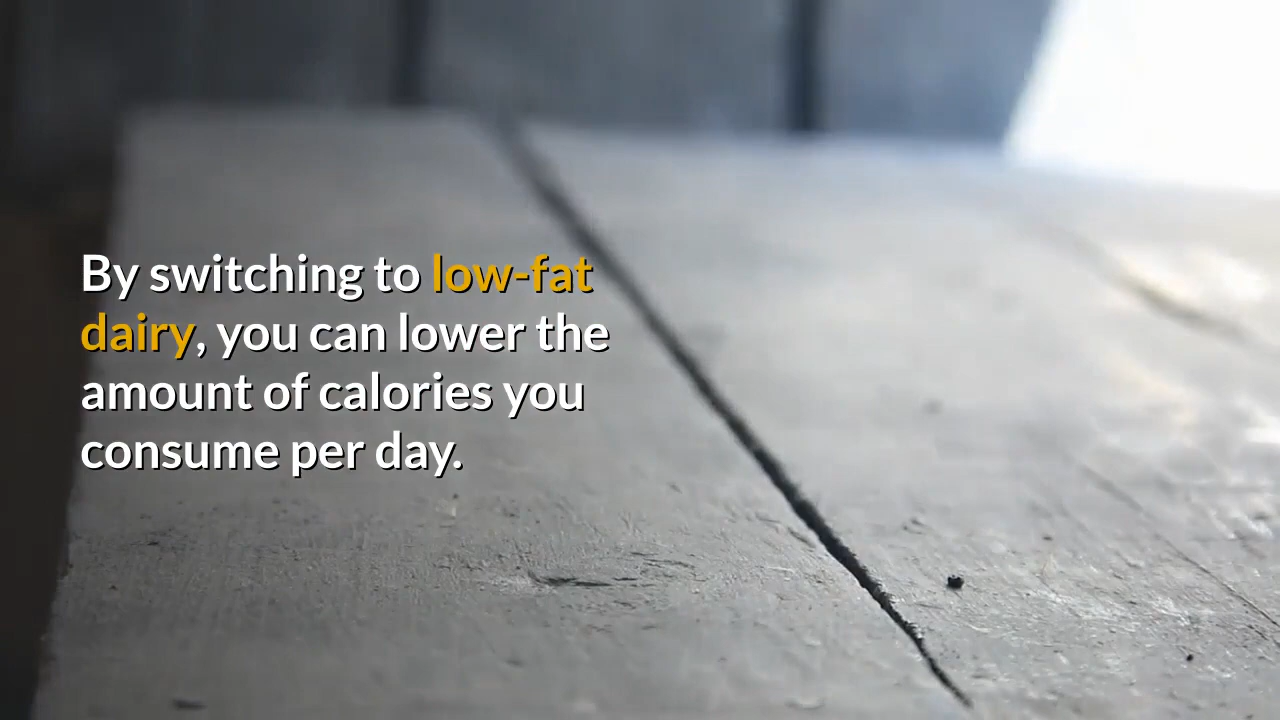 By switching to low-fat
dairy, you can lower the
amount of calories you
consume per day.